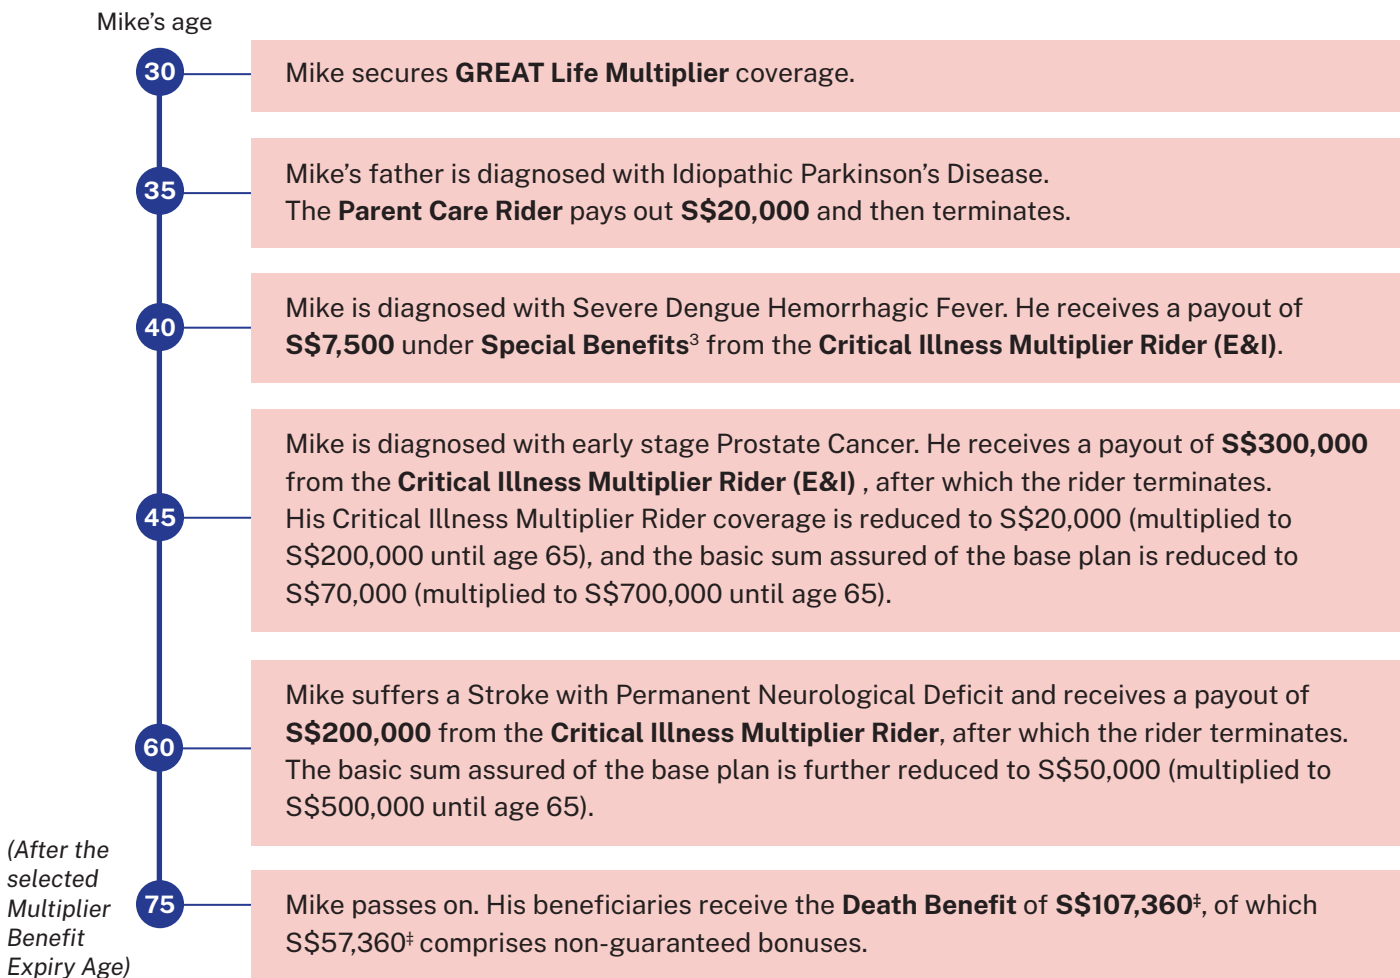 Mike's age
30
Mike secures GREAT Life Multiplier coverage.
35
Mike's father is diagnosed with Idiopathic Parkinson's Disease.
The Parent Care Rider pays out S$20,000 and then terminates.
40
Mike is diagnosed with Severe Dengue Hemorrhagic Fever. He receives a payout of
S$7,500 under Special Benefits³ from the Critical Illness Multiplier Rider (E&I).
45
Mike is diagnosed with early stage Prostate Cancer. He receives a payout of S$300,000
from the Critical Illness Multiplier Rider (E&I) , after which the rider terminates.
His Critical Illness Multiplier Rider coverage is reduced to S$20,000 (multiplied to
S$200,000 until age 65), and the basic sum assured of the base plan is reduced to
S$70,000 (multiplied to S$700,000 until age 65).
60
Mike suffers a Stroke with Permanent Neurological Deficit and receives a payout of
S$200,000 from the Critical Illness Multiplier Rider, after which the rider terminates.
The basic sum assured of the base plan is further reduced to S$50,000 (multiplied to
S$500,000 until age 65).
(After the
selected
Multiplier
Benefit
Expiry Age)
75
Mike passes on. His beneficiaries receive the Death Benefit of S$107,360‡, of which
S$57,360‡ comprises non-guaranteed bonuses.